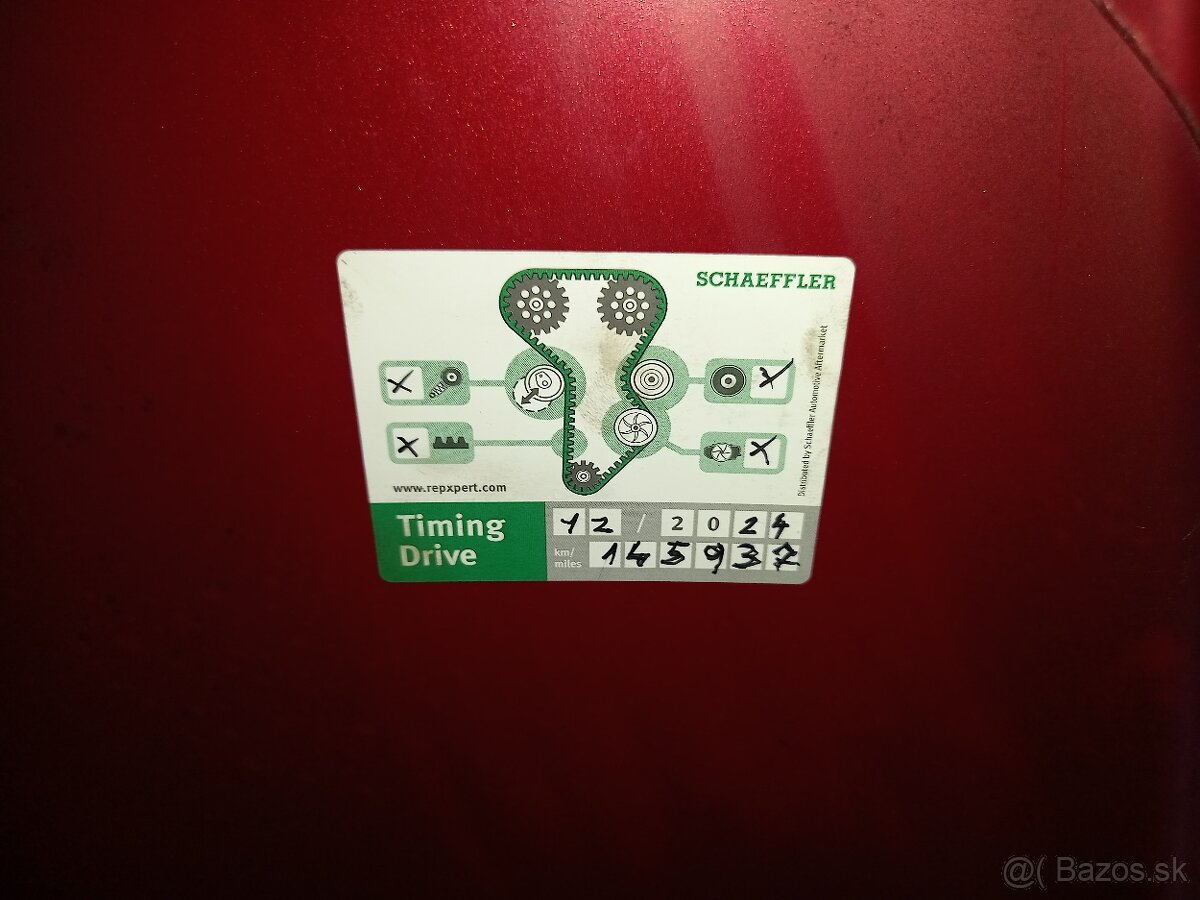 SCHAEFFLER
X
X
X
X
Distributed by Schaeffler Automotive Aftermarket
www.repxpert.com
Timing
Drive
12 / 2024
km/
miles
145937
@( Bazos.sk